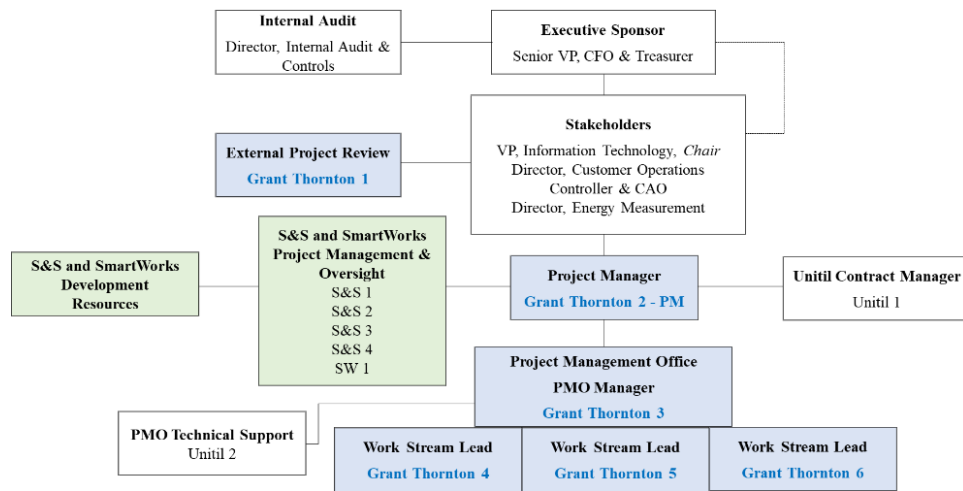 Internal Audit
Director, Internal Audit &
Controls
Executive Sponsor
Senior VP, CFO & Treasurer
Stakeholders
VP, Information Technology, Chair
Director, Customer Operations
Controller & CAO
Director, Energy Measurement
External Project Review
Grant Thornton 1
S&S and SmartWorks
Project Management &
Oversight
S&S 1
S&S 2
S&S 3
S&S 4
SW 1
S&S and SmartWorks
Development
Resources
Project Manager
Grant Thornton 2 - PM
Unitil Contract Manager
Unitil 1
Project Management Office
PMO Manager
Grant Thornton 3
PMO Technical Support
Unitil 2
Work Stream Lead
Grant Thornton 4
Work Stream Lead
Grant Thornton 5
Work Stream Lead
Grant Thornton 6